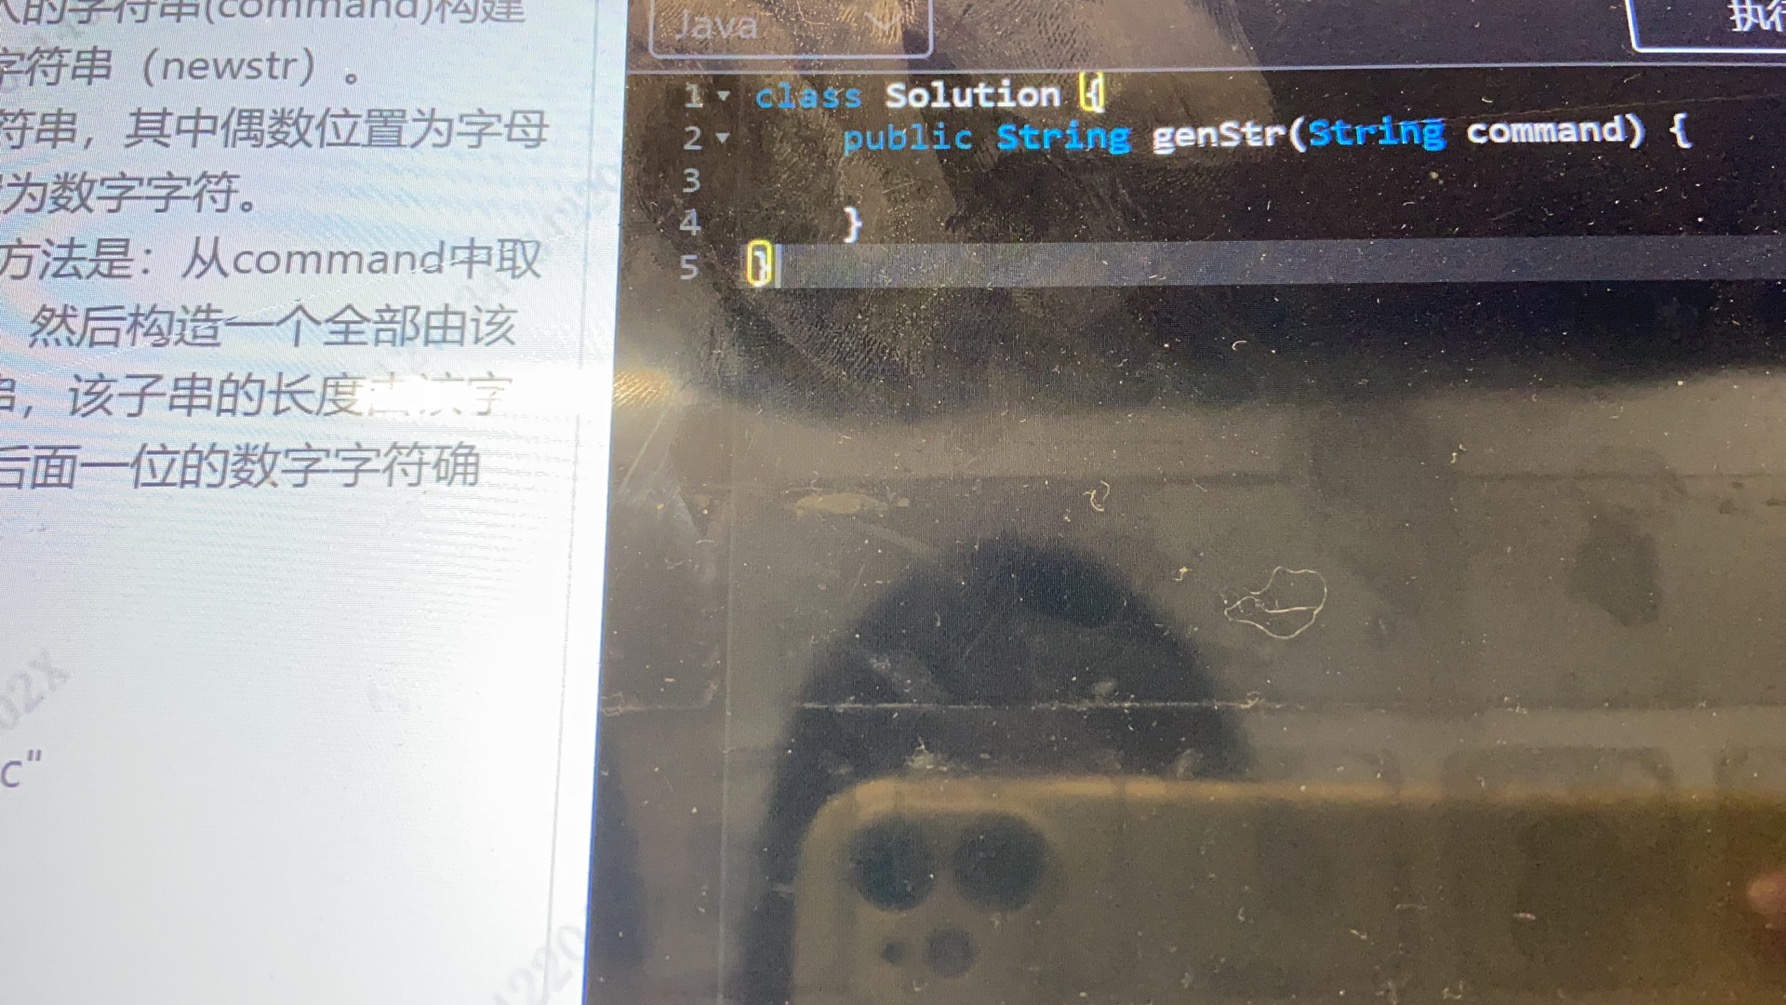 的字符串(command)构建
字符串（newstr）。
符串，其中偶数位置为字母
为数字字符。
方法是：从command中取
然后构造一个全部由该
串，该子串的长度由该字
后面一位的数字字符确
c"
Java
执行
1 class Solution {
2 public String genStr(String command) {
3
4 }
5 }